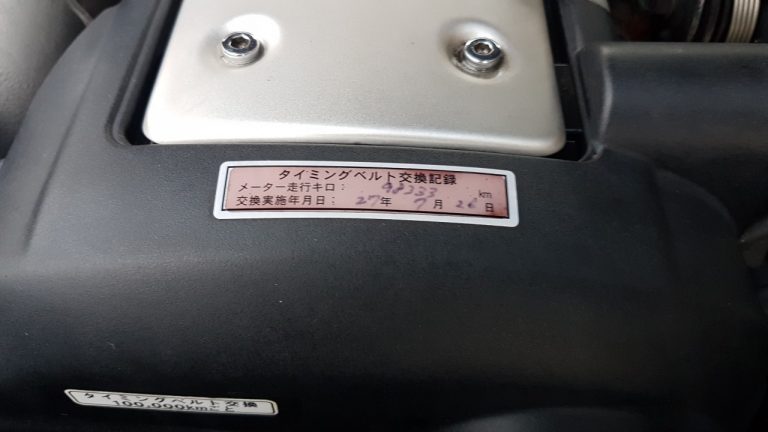 タイミングベルト交換記録
メーター走行キロ： 98333 km
交換実施年月日： 27年 7月 26日
タイミングベルト交換
100,000kmごと